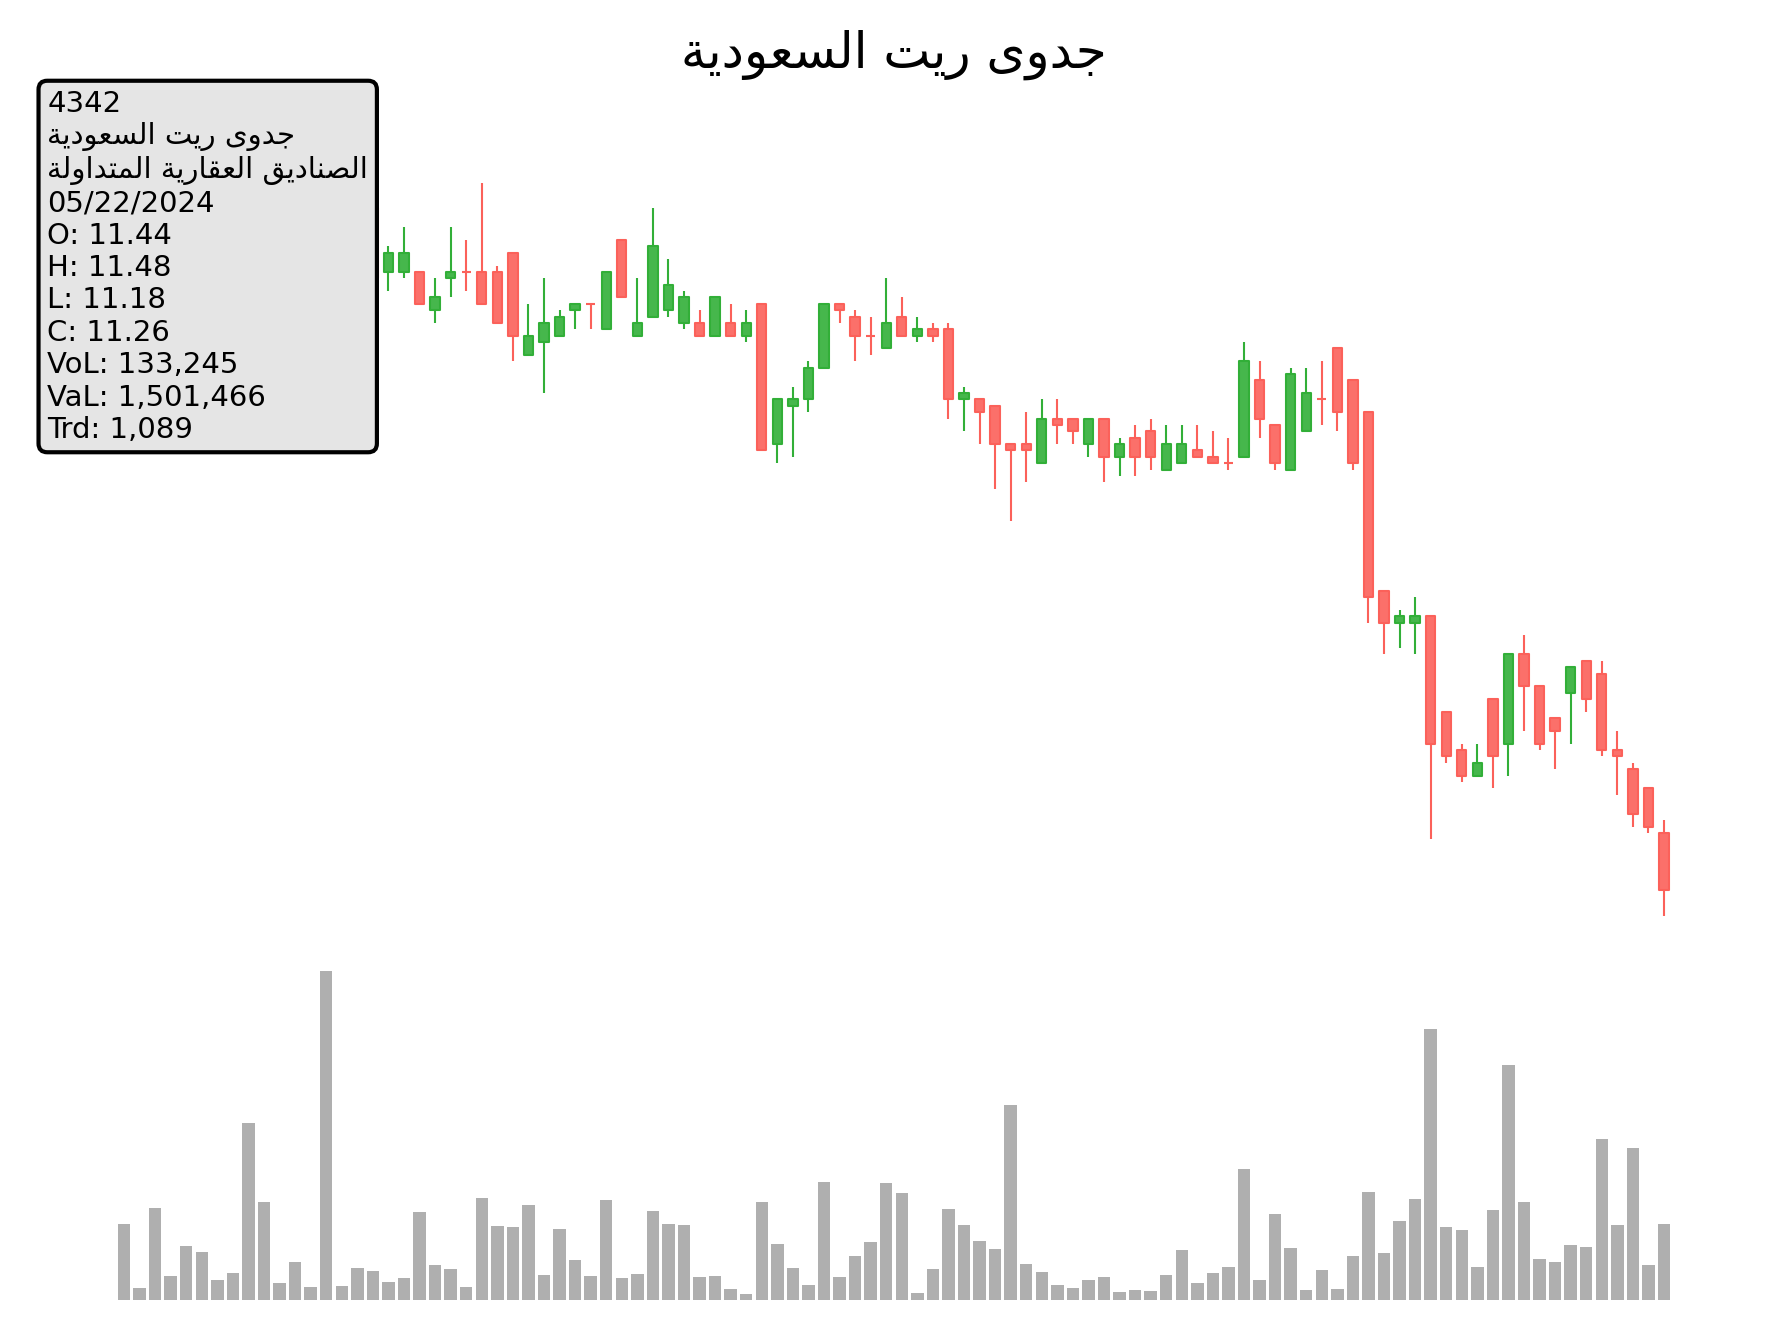 جدوى ريت السعودية
4342
جدوى ريت السعودية
الصناديق العقارية المتداولة
05/22/2024
O: 11.44
H: 11.48
L: 11.18
C: 11.26
VoL: 133,245
VaL: 1,501,466
Trd: 1,089